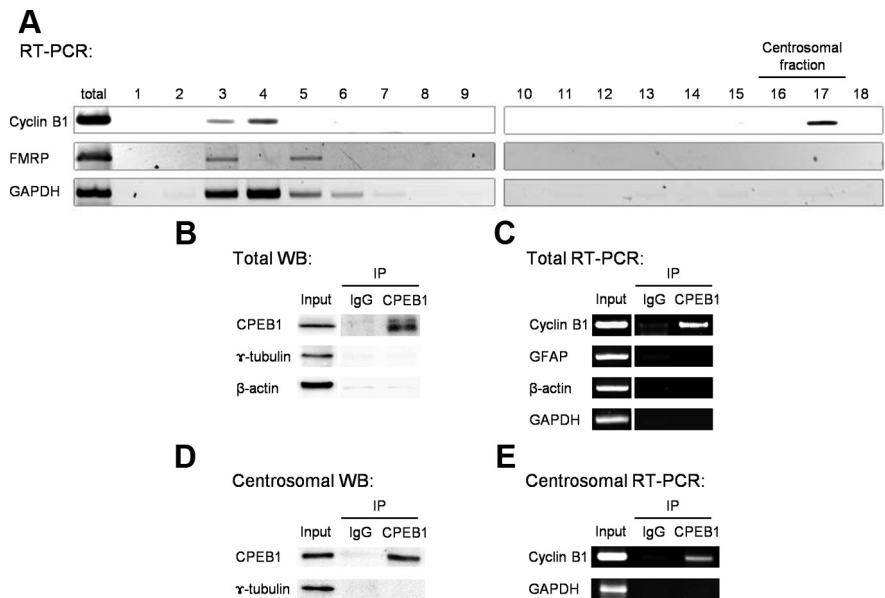 A
RT-PCR:
Centrosomal
fraction
total 1 2 3 4 5 6 7 8 9 10 11 12 13 14 15 16 17 18
Cyclin B1
FMRP
GAPDH
B
Total WB:
IP
Input IgG CPEB1
CPEB1
ɤ-tubulin
β-actin
C
Total RT-PCR:
IP
Input IgG CPEB1
Cyclin B1
GFAP
β-actin
GAPDH
D
Centrosomal WB:
IP
Input IgG CPEB1
CPEB1
ɤ-tubulin
E
Centrosomal RT-PCR:
IP
Input IgG CPEB1
Cyclin B1
GAPDH